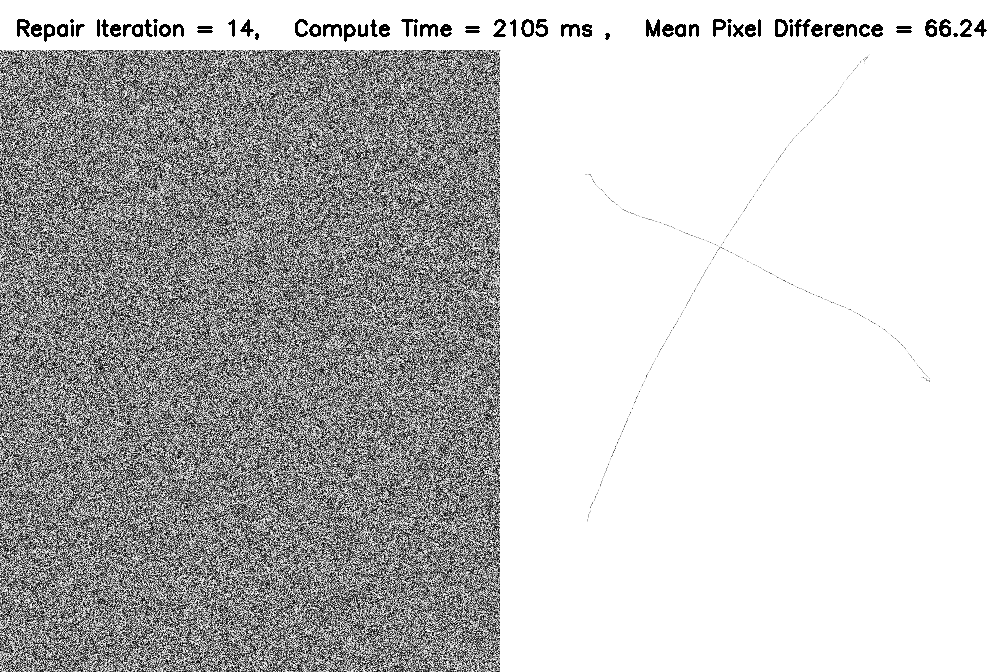 Repair Iteration = 14, Compute Time = 2105 ms , Mean Pixel Difference = 66.24